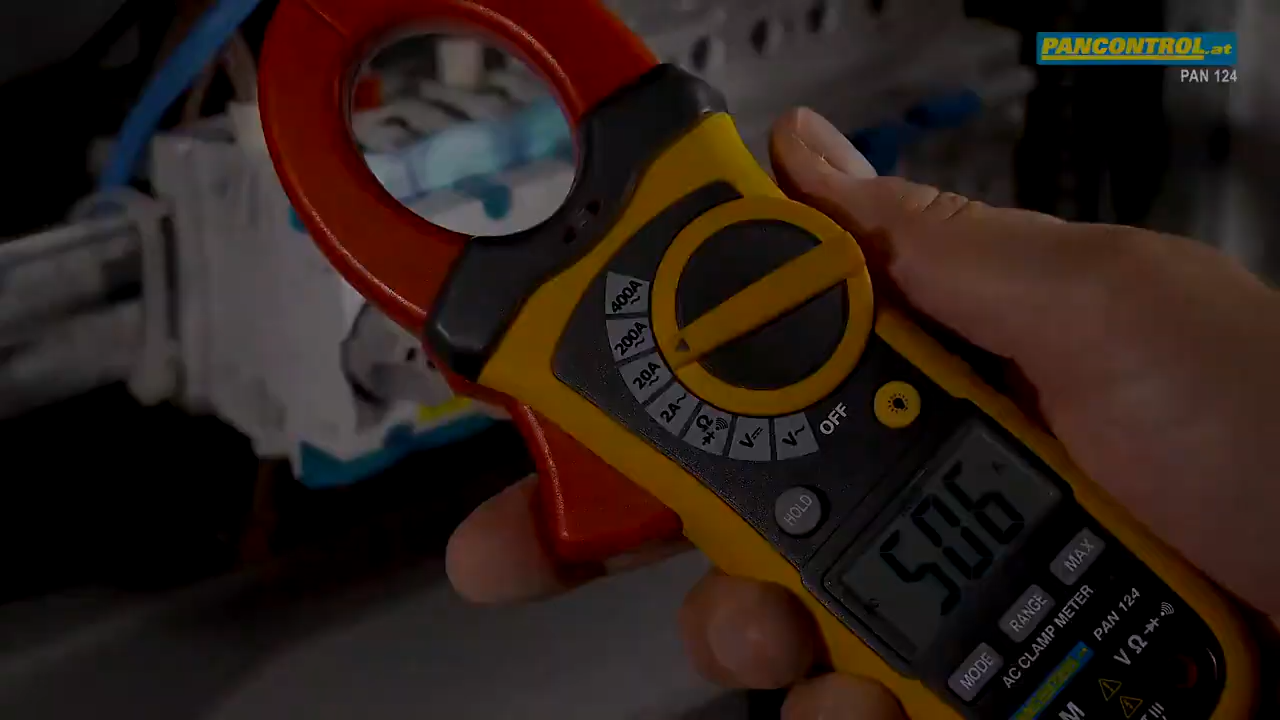 PANCONTROL.at
PAN 124
400A~
200A~
20A~
2A~
Ω
V
V~
OFF
HOLD
506
A
MAX
RANGE
MODE
AC CLAMP METER
PAN 124
V Ω